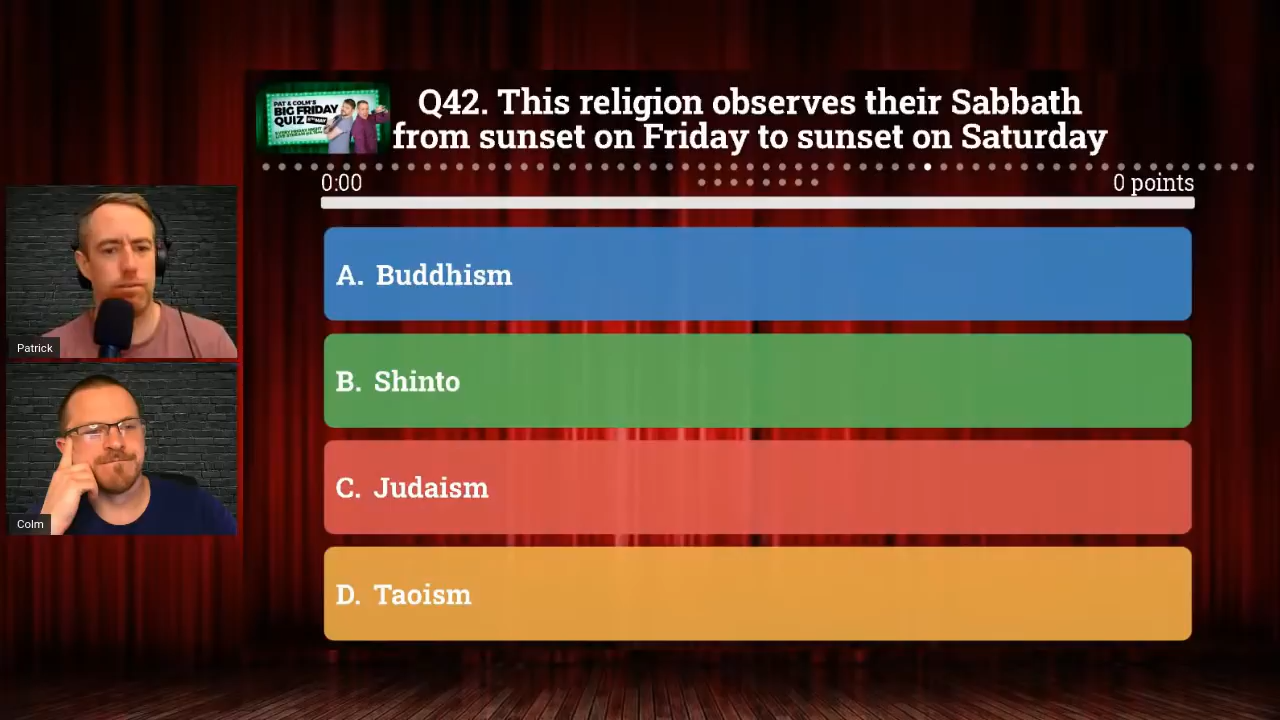 PAT & COLM'S
BIG FRIDAY
QUIZ
Q42. This religion observes their Sabbath
from sunset on Friday to sunset on Saturday
0:00
0 points
Patrick
Colm
A. Buddhism
B. Shinto
C. Judaism
D. Taoism